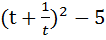 (t + 1/t)² − 5